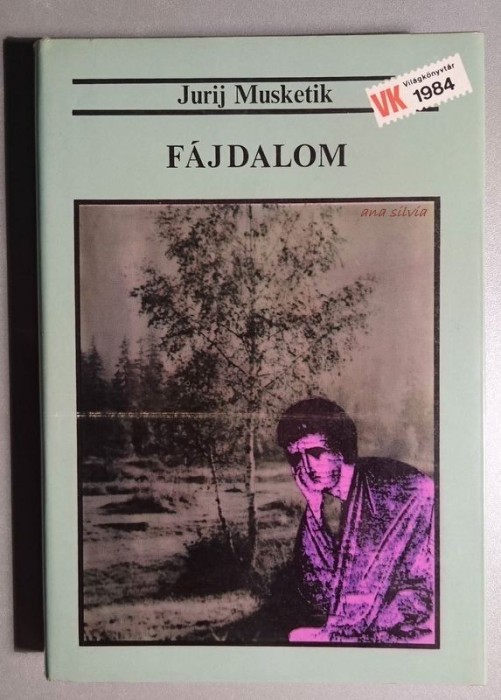 Jurij Musketik
VK Világkönyvtár
1984
FÁJDALOM
ana silvia